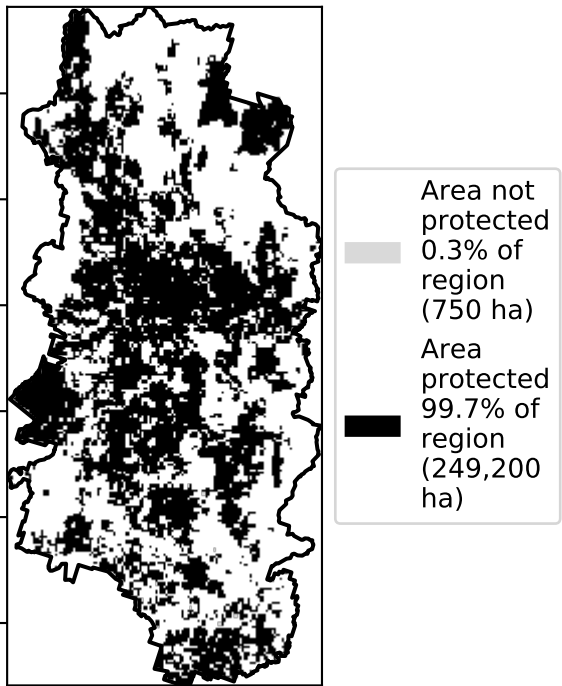 Area not
protected
0.3% of
region
(750 ha)
Area
protected
99.7% of
region
(249,200
ha)